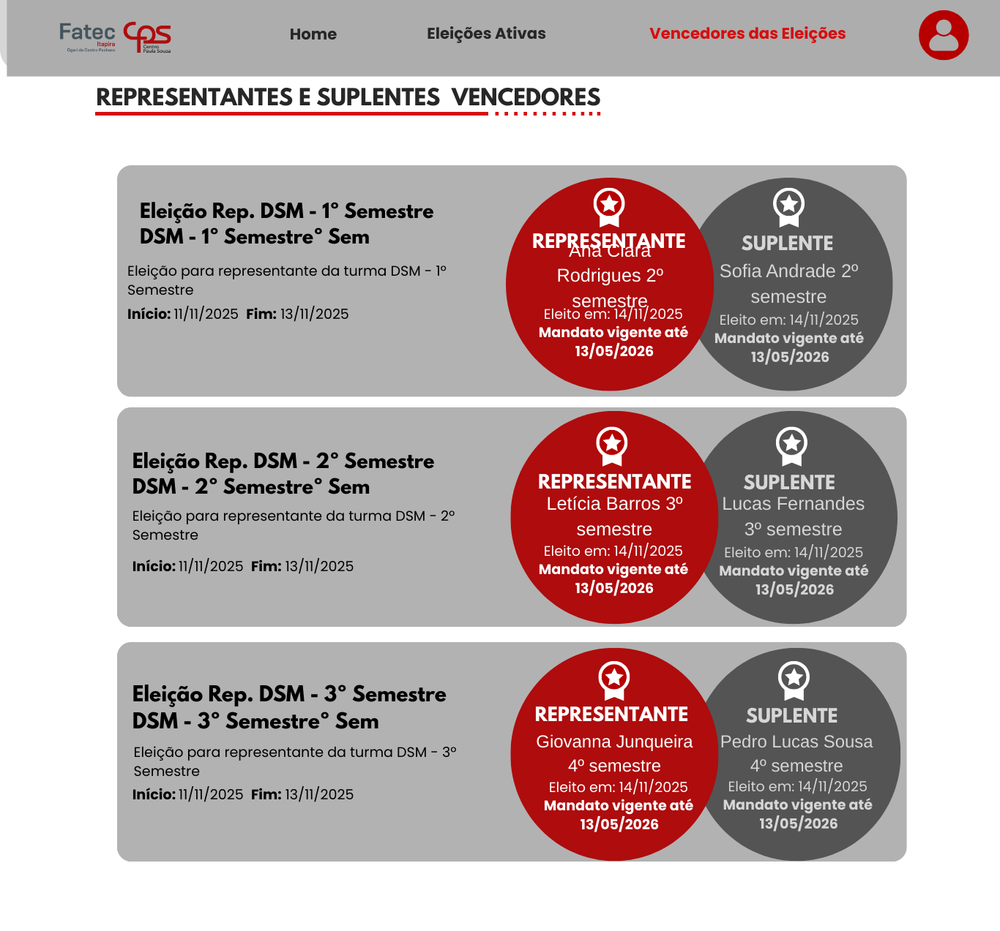 Fatec
Itapira
Ogari de Castro Pacheco
CPS
Centro
Paula Souza
Home
Eleições Ativas
Vencedores das Eleições
REPRESENTANTES E SUPLENTES VENCEDORES
Eleição Rep. DSM - 1º Semestre
DSM - 1º Semestreº Sem
Eleição para representante da turma DSM - 1º
Semestre
Início: 11/11/2025 Fim: 13/11/2025
REPRESENTANTE
Ana Clara
Rodrigues 2º
semestre
Eleito em: 14/11/2025
Mandato vigente até
13/05/2026
SUPLENTE
Sofia Andrade 2º
semestre
Eleito em: 14/11/2025
Mandato vigente até
13/05/2026
Eleição Rep. DSM - 2º Semestre
DSM - 2º Semestreº Sem
Eleição para representante da turma DSM - 2º
Semestre
Início: 11/11/2025 Fim: 13/11/2025
REPRESENTANTE
Letícia Barros 3º
semestre
Eleito em: 14/11/2025
Mandato vigente até
13/05/2026
SUPLENTE
Lucas Fernandes
3º semestre
Eleito em: 14/11/2025
Mandato vigente até
13/05/2026
Eleição Rep. DSM - 3º Semestre
DSM - 3º Semestreº Sem
Eleição para representante da turma DSM - 3º
Semestre
Início: 11/11/2025 Fim: 13/11/2025
REPRESENTANTE
Giovanna Junqueira
4º semestre
Eleito em: 14/11/2025
Mandato vigente até
13/05/2026
SUPLENTE
Pedro Lucas Sousa
4º semestre
Eleito em: 14/11/2025
Mandato vigente até
13/05/2026